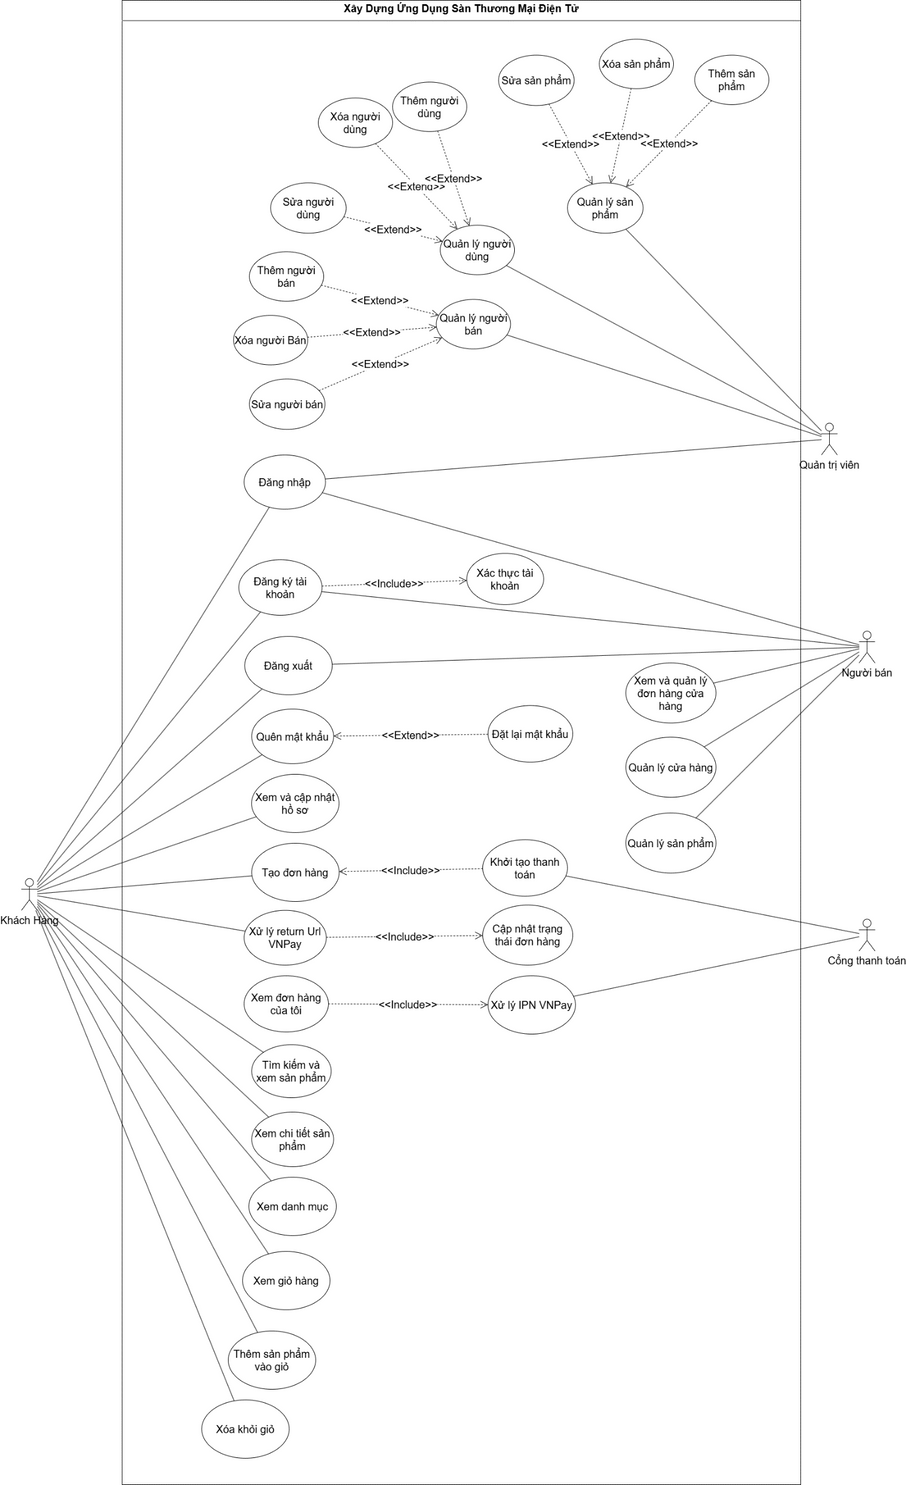 Xây Dựng Ứng Dụng Sàn Thương Mại Điện Tử
Sửa sản phẩm
Xóa sản phẩm
Thêm sản
phẩm
<<Extend>>
<<Extend>>
<<Extend>>
Quản lý sản
phẩm
Xóa người
dùng
Thêm người
dùng
<<Extend>>
<<Extend>>
Sửa người
dùng
<<Extend>>
Quản lý người
dùng
Thêm người
bán
<<Extend>>
Xóa người Bán
<<Extend>>
Quản lý người
bán
Sửa người bán
<<Extend>>
Quản trị viên
Đăng nhập
Đăng ký tài
khoản
<<Include>>
Xác thực tài
khoản
Đăng xuất
Người bán
Xem và quản lý
đơn hàng cửa
hàng
Quên mật khẩu
<<Extend>>
Đặt lại mật khẩu
Quản lý cửa hàng
Xem và cập nhật
hồ sơ
Quản lý sản phẩm
Tạo đơn hàng
<<Include>>
Khởi tạo thanh
toán
Khách Hàng
Xử lý return Url
VNPay
<<Include>>
Cập nhật trạng
thái đơn hàng
Cổng thanh toán
Xem đơn hàng
của tôi
<<Include>>
Xử lý IPN VNPay
Tìm kiếm và
xem sản phẩm
Xem chi tiết sản
phẩm
Xem danh mục
Xem giỏ hàng
Thêm sản phẩm
vào giỏ
Xóa khỏi giỏ